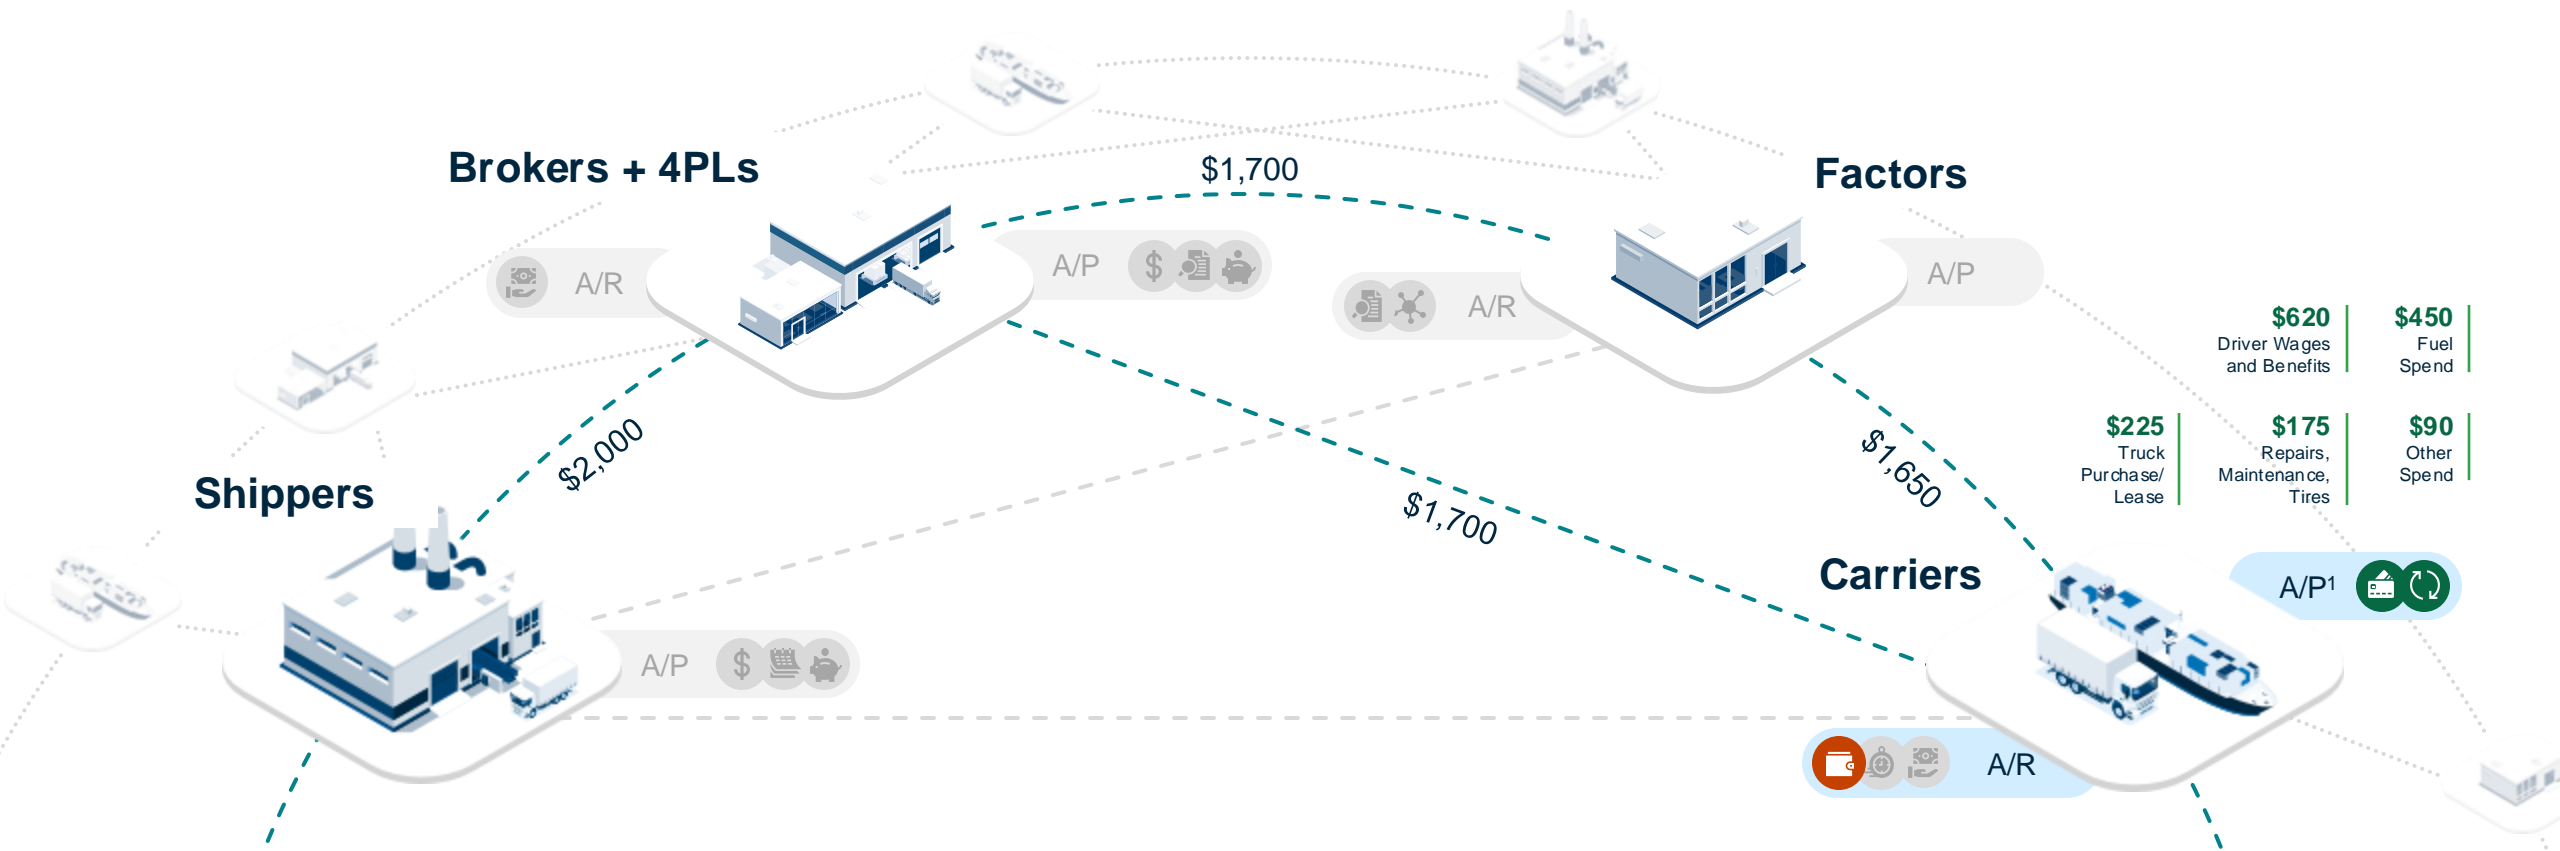 Brokers + 4PLs
$1,700
Factors
A/R
A/P
A/R
A/P
$620
Driver Wages
and Benefits
$450
Fuel
Spend
$2,000
$1,700
$1,650
$225
Truck
Purchase/
Lease
$175
Repairs,
Maintenance,
Tires
$90
Other
Spend
Shippers
A/P
Carriers
A/P¹
A/R